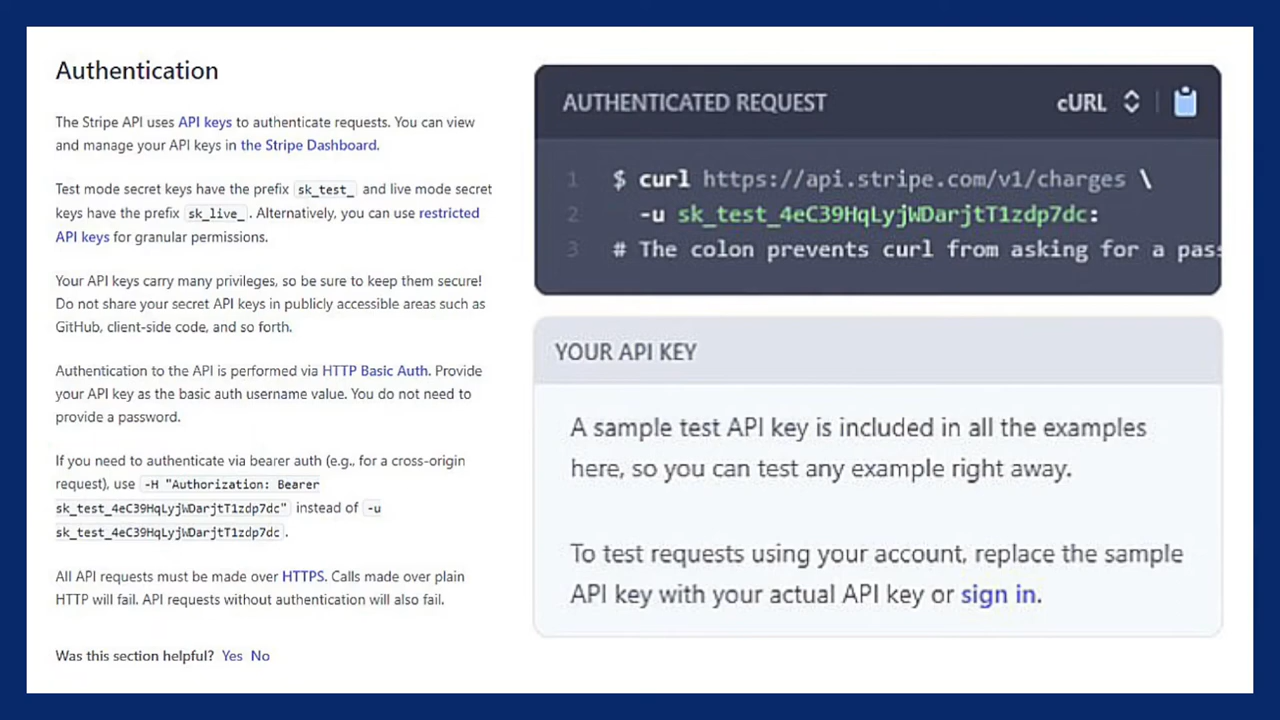 Authentication
The Stripe API uses API keys to authenticate requests. You can view
and manage your API keys in the Stripe Dashboard.
Test mode secret keys have the prefix sk_test_ and live mode secret
keys have the prefix sk_live_. Alternatively, you can use restricted
API keys for granular permissions.
Your API keys carry many privileges, so be sure to keep them secure!
Do not share your secret API keys in publicly accessible areas such as
GitHub, client-side code, and so forth.
Authentication to the API is performed via HTTP Basic Auth. Provide
your API key as the basic auth username value. You do not need to
provide a password.
If you need to authenticate via bearer auth (e.g., for a cross-origin
request), use -H "Authorization: Bearer
sk_test_4eC39HqLyjWDarjtT1zdp7dc" instead of -u
sk_test_4eC39HqLyjWDarjtT1zdp7dc.
All API requests must be made over HTTPS. Calls made over plain
HTTP will fail. API requests without authentication will also fail.
Was this section helpful? Yes No
AUTHENTICATED REQUEST cURL
1 $ curl https://api.stripe.com/v1/charges \
2 -u sk_test_4eC39HqLyjWDarjtT1zdp7dc:
3 # The colon prevents curl from asking for a pass
YOUR API KEY
A sample test API key is included in all the examples
here, so you can test any example right away.
To test requests using your account, replace the sample
API key with your actual API key or sign in.